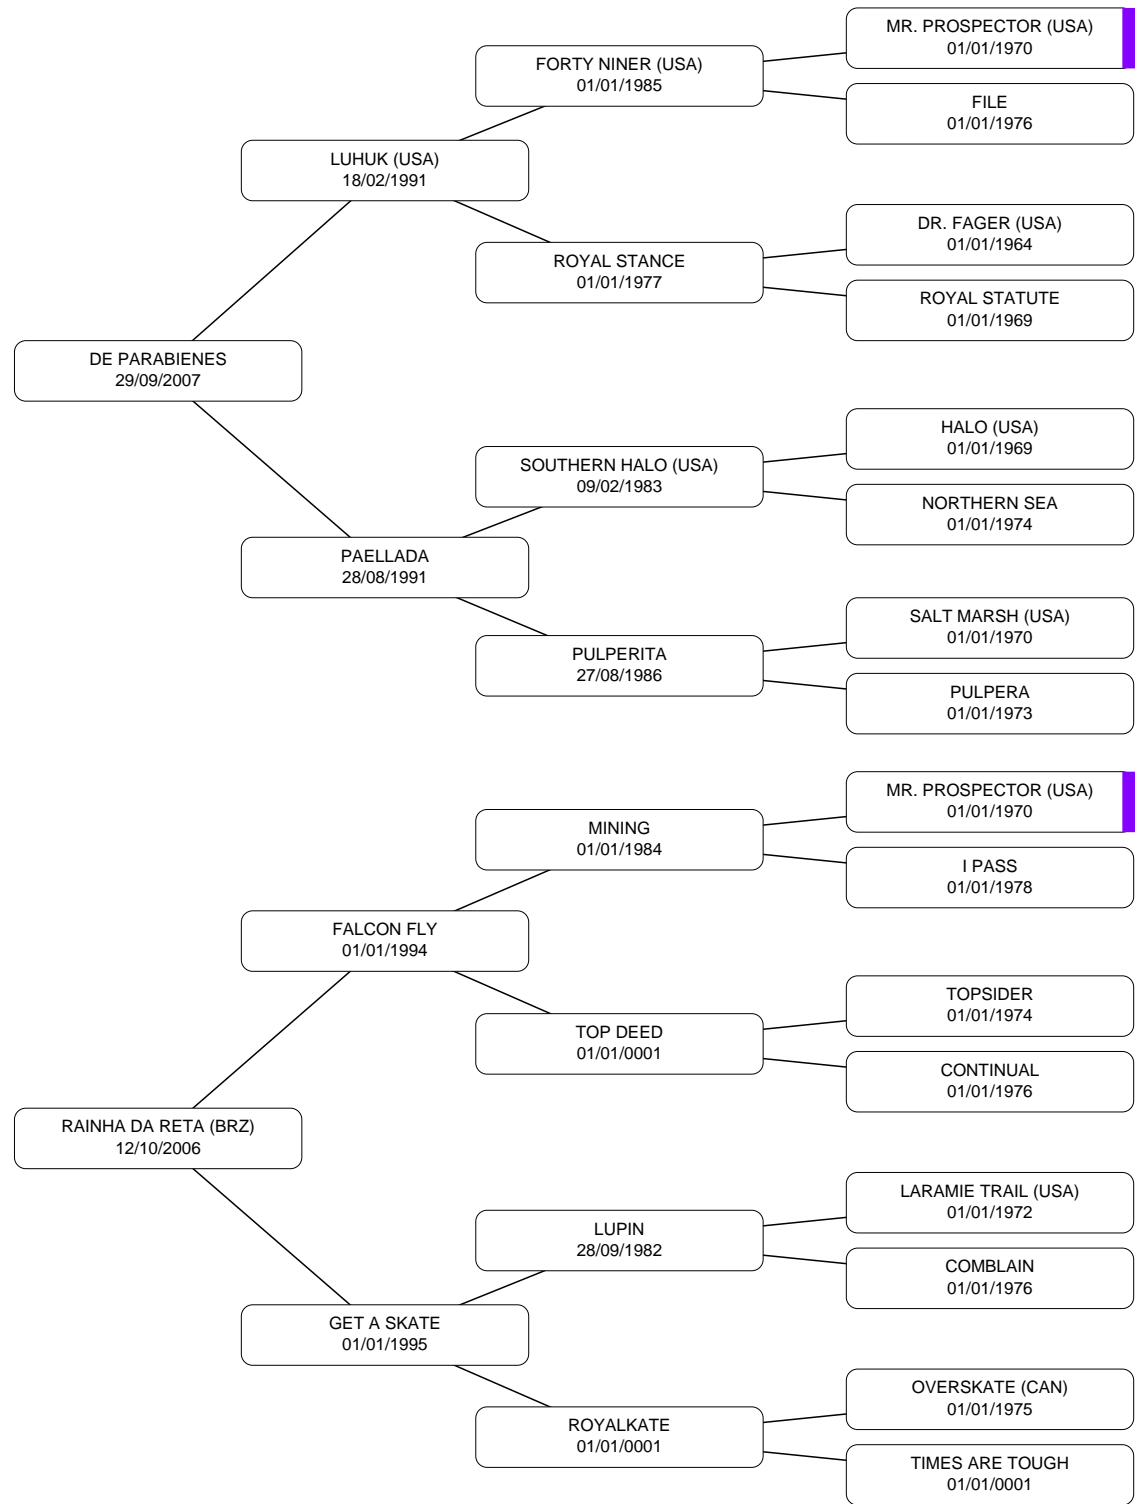 MR. PROSPECTOR (USA)
01/01/1970
FORTY NINER (USA)
01/01/1985
FILE
01/01/1976
LUHUK (USA)
18/02/1991
DR. FAGER (USA)
01/01/1964
ROYAL STANCE
01/01/1977
ROYAL STATUTE
01/01/1969
DE PARABIENES
29/09/2007
HALO (USA)
01/01/1969
SOUTHERN HALO (USA)
09/02/1983
NORTHERN SEA
01/01/1974
PAELLADA
28/08/1991
SALT MARSH (USA)
01/01/1970
PULPERITA
27/08/1986
PULPERA
01/01/1973
MR. PROSPECTOR (USA)
01/01/1970
MINING
01/01/1984
I PASS
01/01/1978
FALCON FLY
01/01/1994
TOPSIDER
01/01/1974
TOP DEED
01/01/0001
CONTINUAL
01/01/1976
RAINHA DA RETA (BRZ)
12/10/2006
LARAMIE TRAIL (USA)
01/01/1972
LUPIN
28/09/1982
COMBLAIN
01/01/1976
GET A SKATE
01/01/1995
OVERSKATE (CAN)
01/01/1975
ROYALKATE
01/01/0001
TIMES ARE TOUGH
01/01/0001